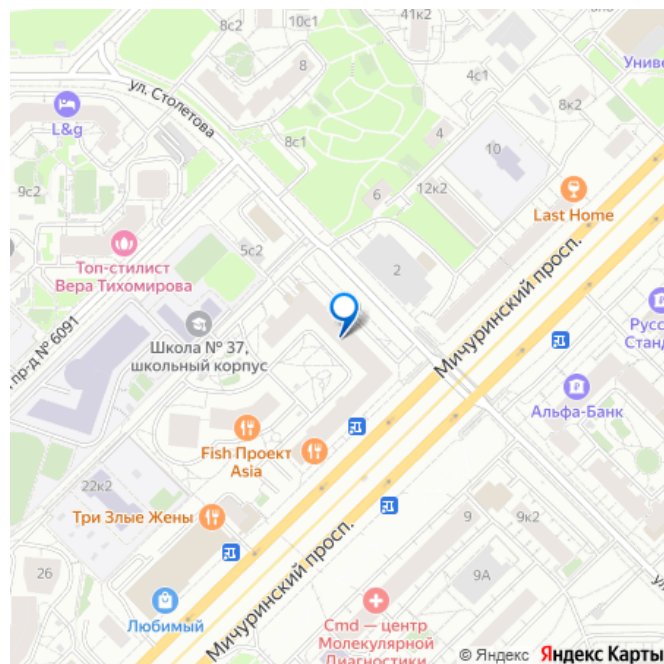 10с1
41к2
8с2
8
4с1
Униве
ул. Столетова
L&g
8с1
4
10
8к2
9с2
6
12к2
Last Home
Топ-стилист
Вера Тихомирова
5с2
2
Мичуринский просп.
Русс
Станд
пр-д № 6091
Школа № 37,
школьный корпус
Альфа-Банк
Fish Проект
Asia
22к2
Три Злые Жены
9
9к2
Мичуринский просп.
26
9А
ул
Любимый
Cmd — центр
Молекулярной
Диагностики
© Яндекс Яндекс Карты